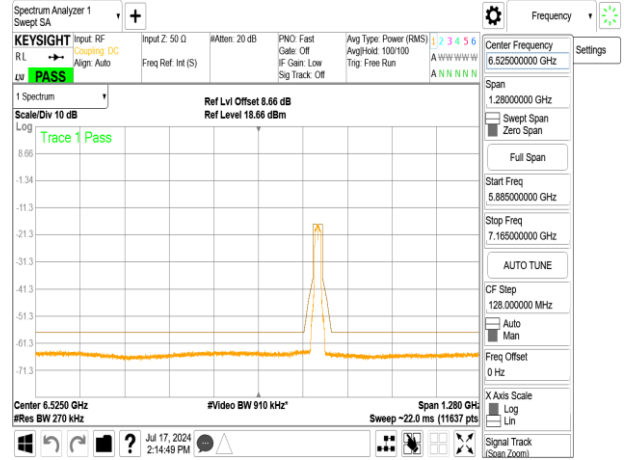 Spectrum Analyzer 1
Swept SA
Frequency
KEYSIGHT
RL
PASS
Input: RF
Coupling: DC
Align: Auto
Input Z: 50 Ω
Freq Ref: Int (S)
#Atten: 20 dB
PNO: Fast
Gate: Off
IF Gain: Low
Sig Track: Off
Avg Type: Power (RMS)
Avg|Hold: 100/100
Trig: Free Run
1 2 3 4 5 6
A W W W W W
A N N N N N
1 Spectrum
Scale/Div 10 dB
Ref Lvl Offset 8.66 dB
Ref Level 18.66 dBm
Log
Trace 1 Pass
8.66
-1.34
-11.3
-21.3
-31.3
-41.3
-51.3
-61.3
-71.3
Center 6.5250 GHz
#Res BW 270 kHz
#Video BW 910 kHz*
Span 1.280 GHz
Sweep ~22.0 ms (11637 pts)
Jul 17, 2024
2:14:49 PM
Center Frequency
6.525000000 GHz
Settings
Span
1.28000000 GHz
Swept Span
Zero Span
Full Span
Start Freq
5.885000000 GHz
Stop Freq
7.165000000 GHz
AUTO TUNE
CF Step
128.000000 MHz
Auto
Man
Freq Offset
0 Hz
X Axis Scale
Log
Lin
Signal Track
(Span Zoom)